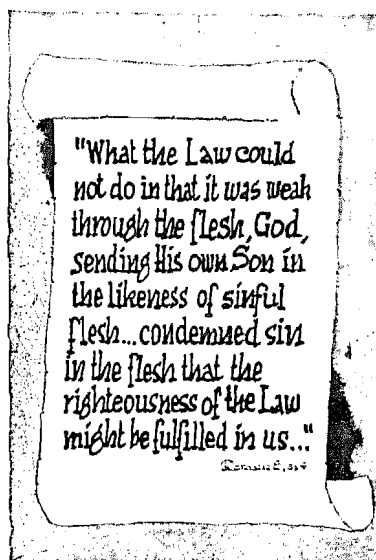 "What the Law could
not do in that it was weak
through the flesh, God,
sending His own Son in
the likeness of sinful
flesh...condemned sin
in the flesh that the
righteousness of the Law
might be fulfilled in us..."